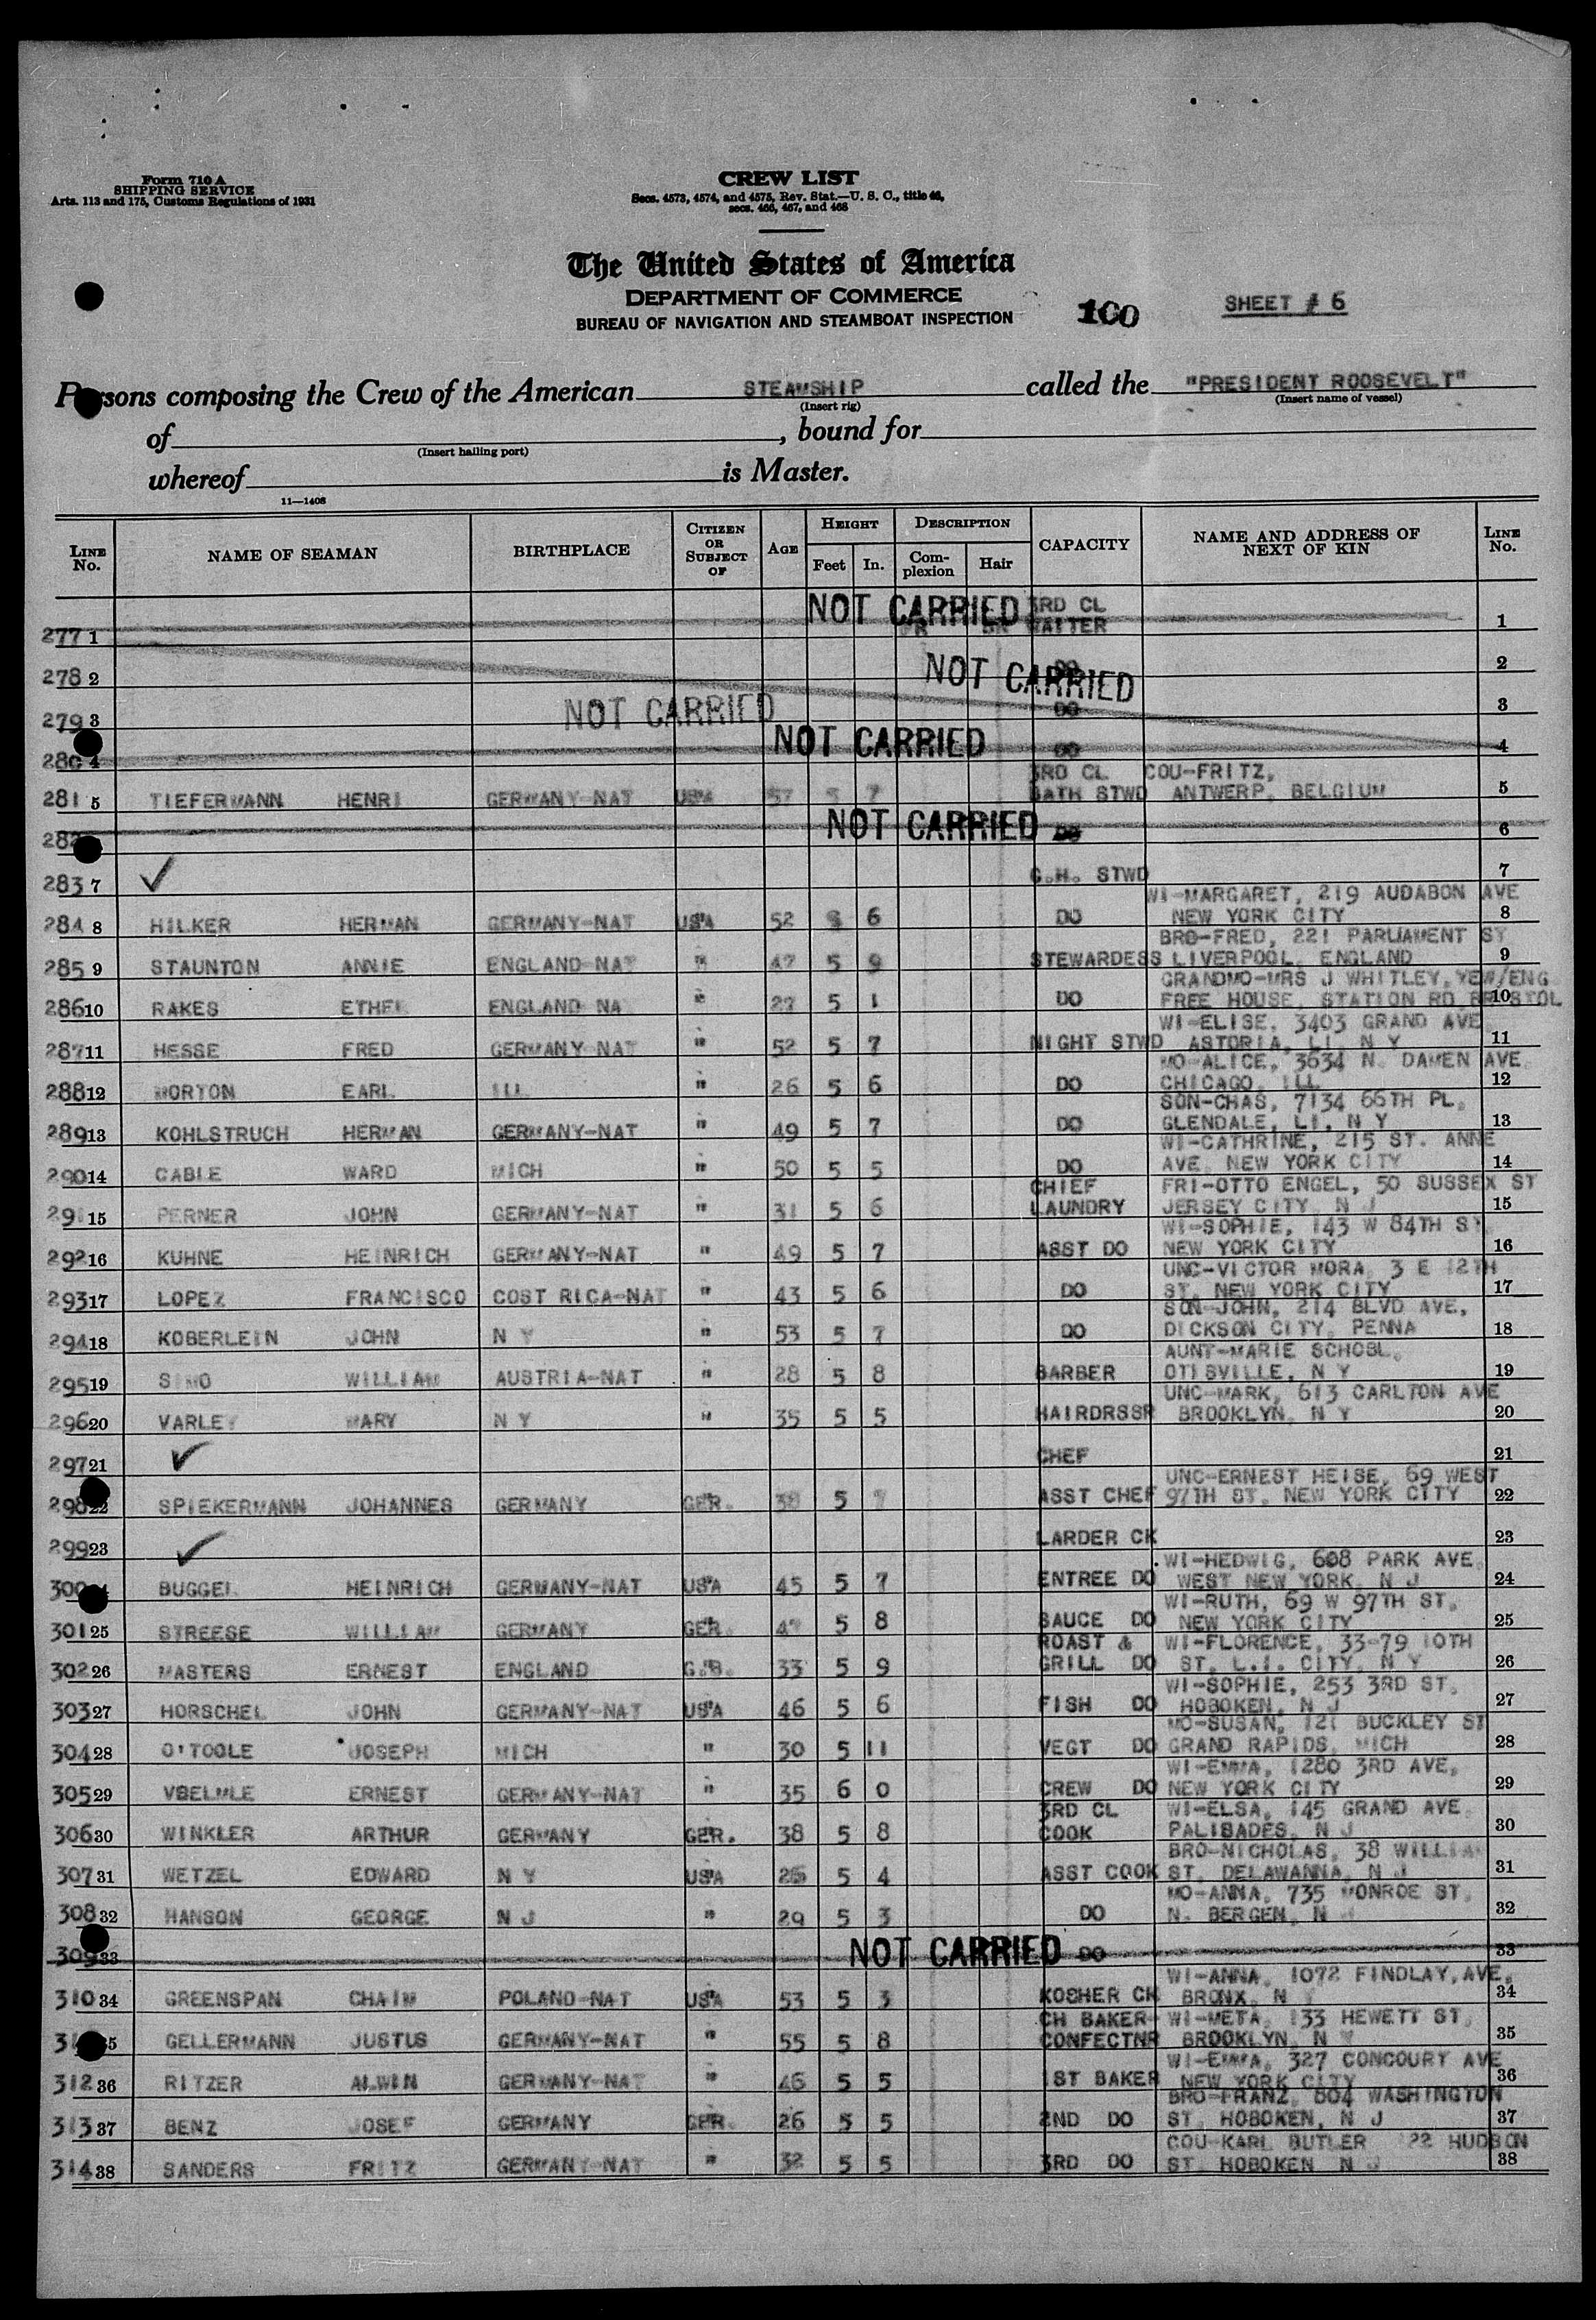 Form 710 A
SHIPPING SERVICE
Arts. 113 and 175, Customs Regulations of 1931
CREW LIST
Secs. 4573, 4574, and 4575, Rev. Stat.—U. S. C., title 46,
secs. 466, 467, and 468
The United States of America
DEPARTMENT OF COMMERCE
BUREAU OF NAVIGATION AND STEAMBOAT INSPECTION
100
SHEET # 6
Persons composing the Crew of the American STEAMSHIP called the "PRESIDENT ROOSEVELT"
(Insert rig) (Insert name of vessel)
of , bound for
(Insert hailing port)
whereof is Master.
11—1408
LINE No. NAME OF SEAMAN BIRTHPLACE CITIZEN OR SUBJECT OF AGE HEIGHT Feet In. DESCRIPTION Complexion Hair CAPACITY NAME AND ADDRESS OF NEXT OF KIN LINE No.
NOT CARRIED 3RD CL
277 1 WAITER 1
278 2 NOT CARRIED DO 2
279 3 NOT CARRIED DO 3
280 4 NOT CARRIED DO 4
3RD CL COU-FRITZ,
281 5 TIEFERMANN HENRI GERMANY-NAT USA 57 5 7 BATH STWD ANTWERP, BELGIUM 5
282 NOT CARRIED DO 6
283 7 ✓ G.H. STWD 7
WI-MARGARET, 219 AUDABON AVE
284 8 HILKER HERMAN GERMANY-NAT USA 52 6 DO NEW YORK CITY 8
BRO-FRED, 221 PARLIAMENT ST
285 9 STAUNTON ANNIE ENGLAND-NAT " 47 5 9 STEWARDESS LIVERPOOL, ENGLAND 9
GRANDMO-MRS J WHITLEY, YEW/ENG
286 10 RAKES ETHEL ENGLAND NA " 27 5 1 DO FREE HOUSE, STATION RD BRISTOL 10
WI-ELISE, 3403 GRAND AVE
287 11 HESSE FRED GERMANY-NAT " 52 5 7 NIGHT STWD ASTORIA, LI, N Y 11
MO-ALICE, 3634 N. DAMEN AVE
288 12 MORTON EARL ILL " 26 5 6 DO CHICAGO, ILL 12
SON-CHAS, 7134 66TH PL,
289 13 KOHLSTRUCH HERMAN GERMANY-NAT " 49 5 7 DO GLENDALE, LI, N Y 13
WI-CATHRINE, 215 ST. ANNE
290 14 CABLE WARD MICH " 50 5 5 DO AVE, NEW YORK CITY 14
CHIEF FRI-OTTO ENGEL, 50 SUSSEX ST
291 15 PERNER JOHN GERMANY-NAT " 31 5 6 LAUNDRY JERSEY CITY, N J 15
WI-SOPHIE, 143 W 84TH ST,
292 16 KUHNE HEINRICH GERMANY-NAT " 49 5 7 ASST DO NEW YORK CITY 16
UNC-VICTOR MORA, 3 E 12TH
293 17 LOPEZ FRANCISCO COST RICA-NAT " 43 5 6 DO ST, NEW YORK CITY 17
SON-JOHN, 214 BLVD AVE,
294 18 KOBERLEIN JOHN N Y " 53 5 7 DO DICKSON CITY, PENNA 18
AUNT-MARIE SCHOBL,
295 19 SIMO WILLIAM AUSTRIA-NAT " 28 5 8 BARBER OTISVILLE, N Y 19
UNC-MARK, 613 CARLTON AVE
296 20 VARLEY MARY N Y " 35 5 5 HAIRDRSSR BROOKLYN, N Y 20
297 21 ✓ CHEF 21
UNC-ERNEST HEISE, 69 WEST
298 22 SPIEKERMANN JOHANNES GERMANY GER. 38 5 7 ASST CHEF 97TH ST, NEW YORK CITY 22
299 23 ✓ LARDER CK 23
WI-HEDWIG, 608 PARK AVE,
300 BUGGEL HEINRICH GERMANY-NAT USA 45 5 7 ENTREE DO WEST NEW YORK, N J 24
WI-RUTH, 69 W 97TH ST,
301 25 STREESE WILLIAM GERMANY GER. 47 5 8 SAUCE DO NEW YORK CITY 25
ROAST & WI-FLORENCE, 33-79 10TH
302 26 MASTERS ERNEST ENGLAND G.B. 33 5 9 GRILL DO ST, L.I. CITY, N Y 26
WI-SOPHIE, 253 3RD ST,
303 27 HORSCHEL JOHN GERMANY-NAT USA 46 5 6 FISH DO HOBOKEN, N J 27
MO-SUSAN, 121 BUCKLEY ST
304 28 O'TOOLE JOSEPH MICH " 30 5 11 VEGT DO GRAND RAPIDS, MICH 28
WI-EMMA, 1280 3RD AVE,
305 29 VBELMLE ERNEST GERMANY-NAT " 35 6 0 CREW DO NEW YORK CITY 29
3RD CL WI-ELSA, 145 GRAND AVE,
306 30 WINKLER ARTHUR GERMANY GER. 38 5 8 COOK PALISADES, N J 30
BRO-NICHOLAS, 38 WILLIAM
307 31 WETZEL EDWARD N Y USA 26 5 4 ASST COOK ST, DELAWANNA, N J 31
MO-ANNA, 735 MONROE ST,
308 32 HANSON GEORGE N J " 29 5 3 DO N. BERGEN, N J 32
309 33 NOT CARRIED DO 33
WI-ANNA, 1072 FINDLAY, AVE,
310 34 GREENSPAN CHAIM POLAND-NAT USA 53 5 3 KOSHER CK BRONX, N Y 34
CH BAKER- WI-META, 133 HEWETT ST,
GELLERMANN JUSTUS GERMANY-NAT " 55 5 8 CONFECTNR BROOKLYN, N Y 35
WI-EMMA, 327 CONCOURT AVE
312 36 RITZER ALWIN GERMANY-NAT " 46 5 5 1ST BAKER NEW YORK CITY 36
BRO-FRANZ, 804 WASHINGTON
313 37 BENZ JOSEF GERMANY GER. 26 5 5 2ND DO ST, HOBOKEN, N J 37
COU-KARL BUTLER 22 HUDSON
314 38 SANDERS FRITZ GERMANY-NAT " 32 5 5 3RD DO ST, HOBOKEN N J 38